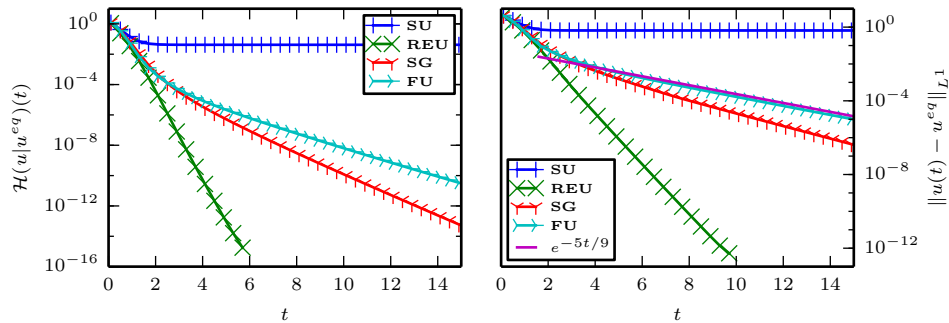 10^0
10^−4
10^−8
10^−12
10^−16
H((u|u^eq)(t)
SU
REU
SG
FU
0 2 4 6 8 10 12 14
t
10^0
10^−4
10^−8
10^−12
||u(t) − u^eq||_L^1
SU
REU
SG
FU
e^−5t/9
0 2 4 6 8 10 12 14
t